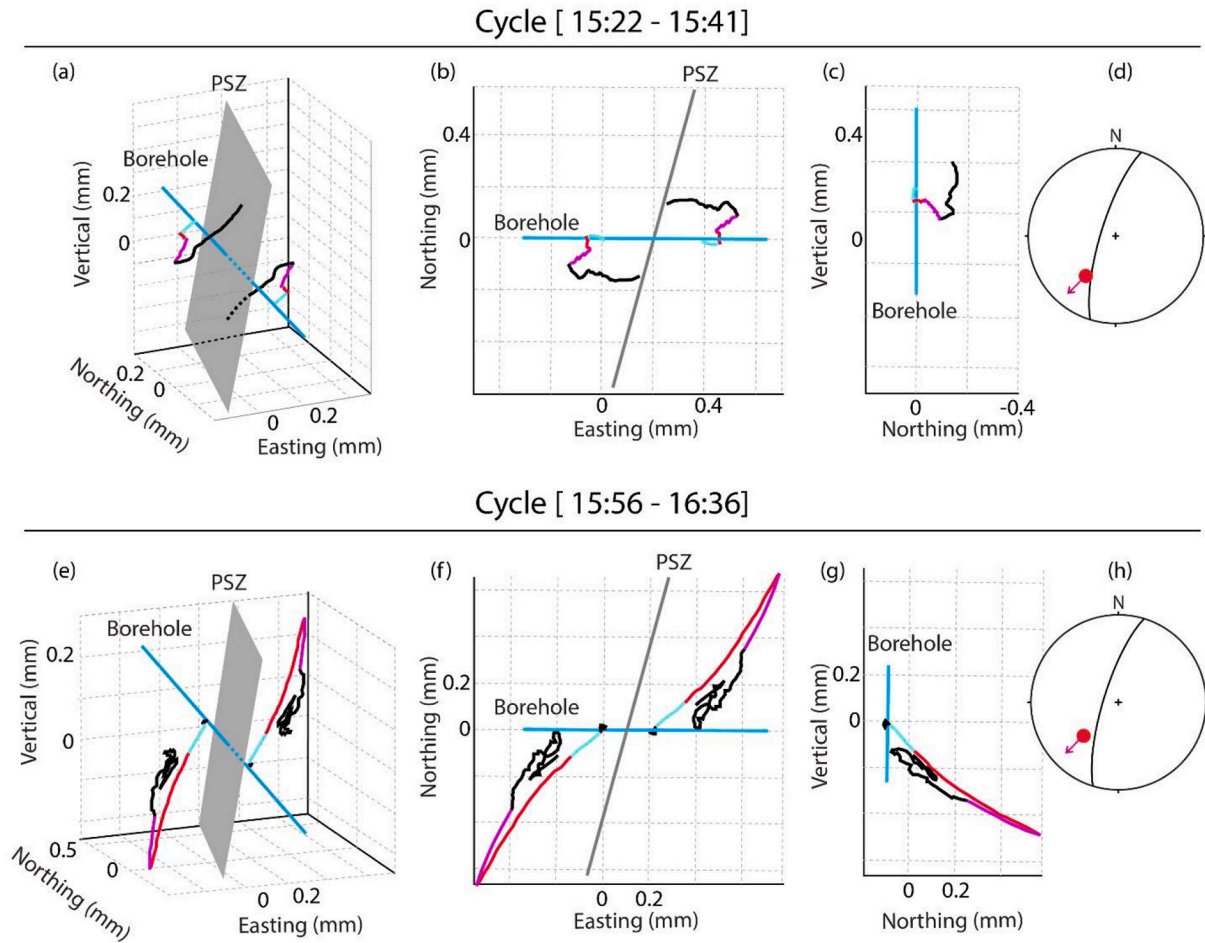 Cycle [ 15:22 - 15:41]
(a)
PSZ
Borehole
0.2
0
Vertical (mm)
0.2
0
Northing (mm)
0
0.2
Easting (mm)
(b)
PSZ
0.4
Borehole
0
Northing (mm)
0
0.4
Easting (mm)
(c)
0.4
0
Vertical (mm)
Borehole
0
-0.4
Northing (mm)
(d)
N
Cycle [ 15:56 - 16:36]
(e)
PSZ
Borehole
0.2
0
Vertical (mm)
0.5
0
Northing (mm)
0
0.2
Easting (mm)
(f)
PSZ
0.2
Borehole
0
Northing (mm)
0
0.2
Easting (mm)
(g)
Borehole
0.2
0
Vertical (mm)
0
0.2
Northing (mm)
(h)
N